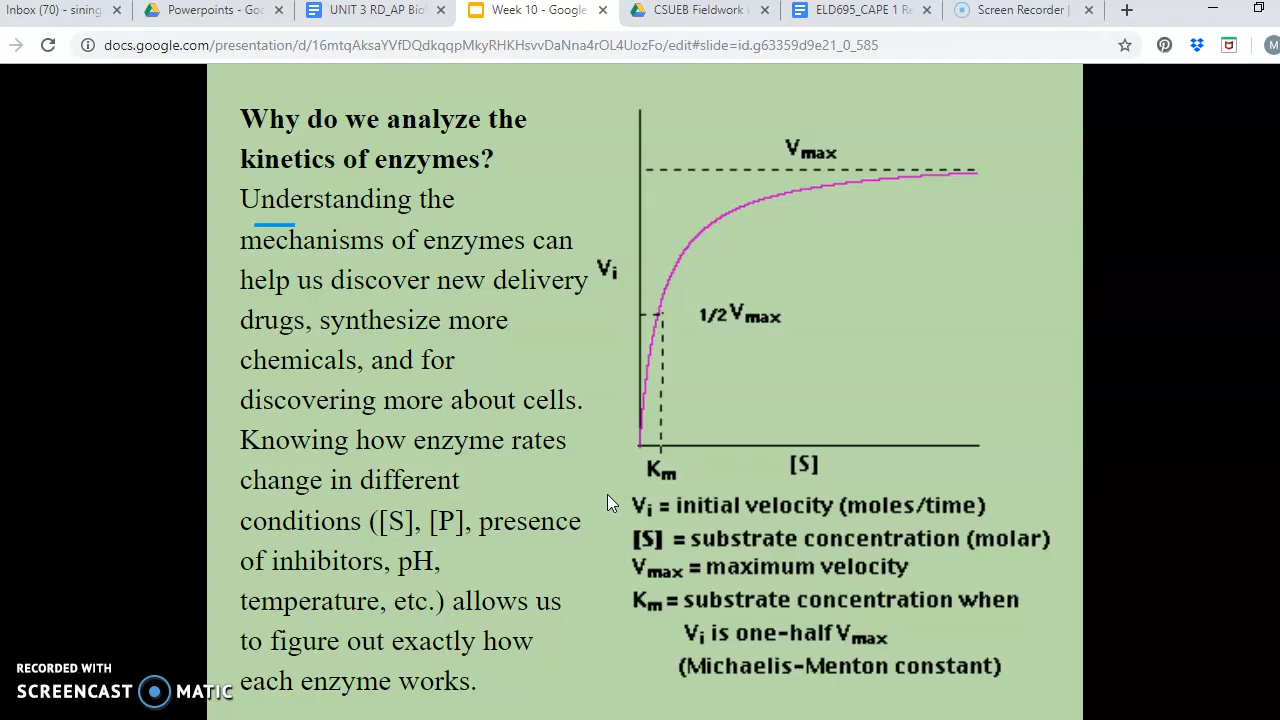 Inbox (70) - sining
Powerpoints - Go
UNIT 3 RD_AP Bio
Week 10 - Google
CSUEB Fieldwork
ELD695_CAPE 1 Re
Screen Recorder |
docs.google.com/presentation/d/16mtqAksaYVfDQdkqqpMkyRHKHsvvDaNna4rOL4UozFo/edit#slide=id.g63359d9e21_0_585
Why do we analyze the
kinetics of enzymes?
Understanding the
mechanisms of enzymes can
help us discover new delivery
drugs, synthesize more
chemicals, and for
discovering more about cells.
Knowing how enzyme rates
change in different
conditions ([S], [P], presence
of inhibitors, pH,
temperature, etc.) allows us
to figure out exactly how
each enzyme works.
Vmax
Vi
1/2 Vmax
Km
[S]
Vi = initial velocity (moles/time)
[S] = substrate concentration (molar)
Vmax = maximum velocity
Km = substrate concentration when
Vi is one-half Vmax
(Michaelis-Menton constant)
RECORDED WITH
SCREENCAST MATIC